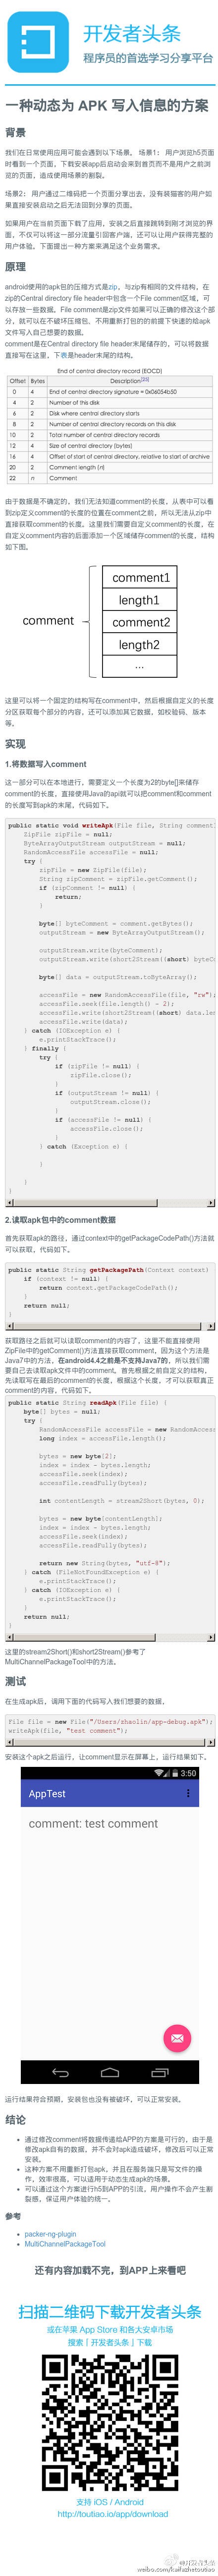 开发者头条
程序员的首选学习分享平台
一种动态为 APK 写入信息的方案
背景
我们在日常使用应用可能会遇到以下场景。 场景1： 用户浏览h5页面
时看到一个页面，下载安装app后启动会来到首页而不是用户之前浏
览的页面，造成使用场景的割裂。
场景2： 用户通过二维码把一个页面分享出去，没有装猫客的用户如
果直接安装启动之后无法回到分享的页面。
如果用户在当前页面下载了应用，安装之后直接跳转到刚才浏览的界
面，不仅可以将这一部分流量引回客户端，还可以让用户获得完整的
用户体验，下面提出一种方案来满足这个业务需求。
原理
android使用的apk包的压缩方式是zip，与zip有相同的文件结构，在
zip的Central directory file header中包含一个File comment区域，可
以存放一些数据。File comment是zip文件如果可以正确的修改这个部
分，就可以在不破坏压缩包、不用重新打包的的前提下快速的给apk
文件写入自己想要的数据。
comment是在Central directory file header末尾储存的，可以将数据
直接写在这里，下表是header末尾的结构。
End of central directory record (EOCD)
Offset Bytes Description[25]
0 4 End of central directory signature = 0x06054b50
4 2 Number of this disk
6 2 Disk where central directory starts
8 2 Number of central directory records on this disk
10 2 Total number of central directory records
12 4 Size of central directory (bytes)
16 4 Offset of start of central directory, relative to start of archive
20 2 Comment length (n)
22 n Comment
由于数据是不确定的，我们无法知道comment的长度，从表中可以看
到zip定义comment的长度的位置在comment之前，所以无法从zip中
直接获取comment的长度。这里我们需要自定义comment的长度，在
自定义comment内容的后面添加一个区域储存comment的长度，结构
如下图。
comment
comment1
length1
comment2
length2
...
这里可以将一个固定的结构写在comment中，然后根据自定义的长度
分区获取每个部分的内容，还可以添加其它数据，如校验码、版本
等。
实现
1.将数据写入comment
这一部分可以在本地进行，需要定义一个长度为2的byte[]来储存
comment的长度，直接使用Java的api就可以把comment和comment
的长度写到apk的末尾，代码如下。
public static void writeApk(File file, String comment)
ZipFile zipFile = null;
ByteArrayOutputStream outputStream = null;
RandomAccessFile accessFile = null;
try {
zipFile = new ZipFile(file);
String zipComment = zipFile.getComment();
if (zipComment != null) {
return;
}
byte[] byteComment = comment.getBytes();
outputStream = new ByteArrayOutputStream();
outputStream.write(byteComment);
outputStream.write(short2Stream((short) byteCo
byte[] data = outputStream.toByteArray();
accessFile = new RandomAccessFile(file, "rw");
accessFile.seek(file.length() - 2);
accessFile.write(short2Stream((short) data.len
accessFile.write(data);
} catch (IOException e) {
e.printStackTrace();
} finally {
try {
if (zipFile != null) {
zipFile.close();
}
if (outputStream != null) {
outputStream.close();
}
if (accessFile != null) {
accessFile.close();
}
} catch (Exception e) {
}
}
}
2.读取apk包中的comment数据
首先获取apk的路径，通过context中的getPackageCodePath()方法就
可以获取，代码如下。
public static String getPackagePath(Context context) {
if (context != null) {
return context.getPackageCodePath();
}
return null;
}
获取路径之后就可以读取comment的内容了，这里不能直接使用
ZipFile中的getComment()方法直接获取comment，因为这个方法是
Java7中的方法，在android4.4之前是不支持Java7的，所以我们需
要自己去读取apk文件中的comment。首先根据之前自定义的结构，
先读取写在最后的comment的长度，根据这个长度，才可以获取真正
comment的内容，代码如下。
public static String readApk(File file) {
byte[] bytes = null;
try {
RandomAccessFile accessFile = new RandomAccess
long index = accessFile.length();
bytes = new byte[2];
index = index - bytes.length;
accessFile.seek(index);
accessFile.readFully(bytes);
int contentLength = stream2Short(bytes, 0);
bytes = new byte[contentLength];
index = index - bytes.length;
accessFile.seek(index);
accessFile.readFully(bytes);
return new String(bytes, "utf-8");
} catch (FileNotFoundException e) {
e.printStackTrace();
} catch (IOException e) {
e.printStackTrace();
}
return null;
}
这里的stream2Short()和short2Stream()参考了
MultiChannelPackageTool中的方法。
测试
在生成apk后，调用下面的代码写入我们想要的数据，
File file = new File("/Users/zhaolin/app-debug.apk");
writeApk(file, "test comment");
安装这个apk之后运行，让comment显示在屏幕上，运行结果如下。
3:50
AppTest
comment: test comment
运行结果符合预期，安装包也没有被破坏，可以正常安装。
结论
通过修改comment将数据传递给APP的方案是可行的，由于是
修改apk自有的数据，并不会对apk造成破坏，修改后可以正常
安装。
这种方案不用重新打包apk，并且在服务端只是写文件的操
作，效率很高，可以适用于动态生成apk的场景。
可以通过这个方案进行h5到APP的引流，用户操作不会产生割
裂感，保证用户体验的统一。
参考
packer-ng-plugin
MultiChannelPackageTool
还有内容加载不完，到APP上来看吧
扫描二维码下载开发者头条
或在苹果 App Store 和各大安卓市场
搜索｜开发者头条｜下载
支持 iOS / Android
http://toutiao.io/app/download
@开发者头条
weibo.com/kaifazhetoutiao